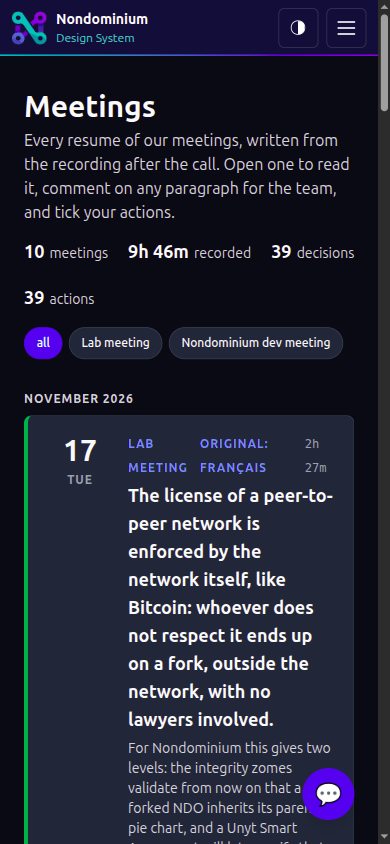 Nondominium
Design System
Meetings
Every resume of our meetings, written from
the recording after the call. Open one to read
it, comment on any paragraph for the team,
and tick your actions.
10 meetings 9h 46m recorded 39 decisions
39 actions
all Lab meeting Nondominium dev meeting
NOVEMBER 2026
17
TUE
LAB MEETING
ORIGINAL: FRANÇAIS
2h 27m
The license of a peer-to-
peer network is
enforced by the
network itself, like
Bitcoin: whoever does
not respect it ends up
on a fork, outside the
network, with no
lawyers involved.
For Nondominium this gives two
levels: the integrity zomes
validate from now on that a
forked NDO inherits its
pie chart, and a Unyt Smart